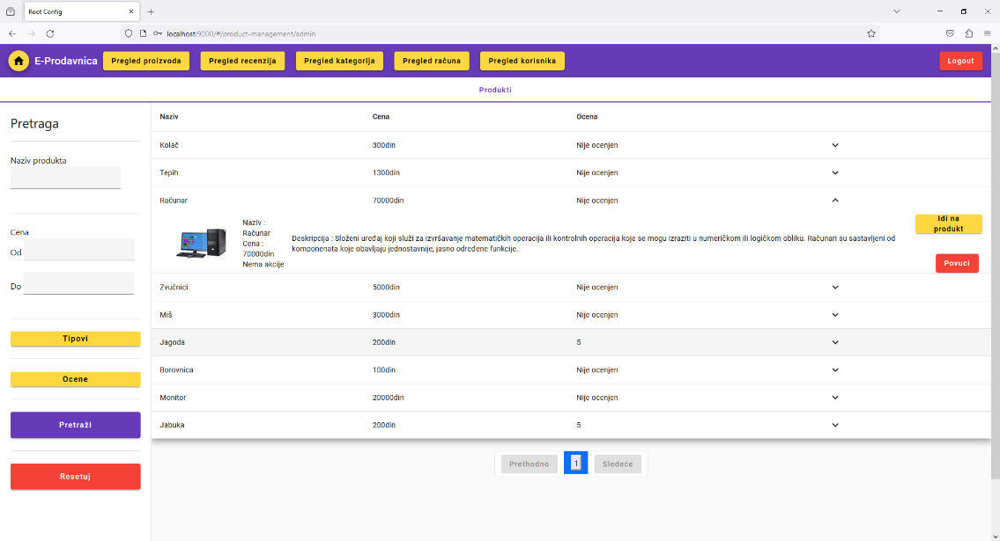 Root Config
localhost:9000/#/product-management/admin
E-Prodavnica
Pregled proizvoda
Pregled recenzija
Pregled kategorija
Pregled računa
Pregled korisnika
Logout
Produkti
Pretraga
Naziv produkta
Cena
Od
Do
Tipovi
Ocene
Pretraži
Resetuj
Naziv Cena Ocena
Kolač 300din Nije ocenjen
Tepih 1300din Nije ocenjen
Računar 70000din Nije ocenjen
Naziv :
Računar
Cena :
70000din
Nema akcije
Deskripcija : Složeni uređaj koji služi za izvršavanje matematičkih operacija ili kontrolnih operacija koje se mogu izraziti u numeričkom ili logičkom obliku. Računari su sastavljeni od
komponenata koje obavljaju jednostavnije, jasno određene funkcije.
Idi na
produkt
Povuci
Zvučnici 5000din Nije ocenjen
Miš 3000din Nije ocenjen
Jagoda 200din 5
Borovnica 100din Nije ocenjen
Monitor 20000din Nije ocenjen
Jabuka 200din 5
Prethodno 1 Sledeće